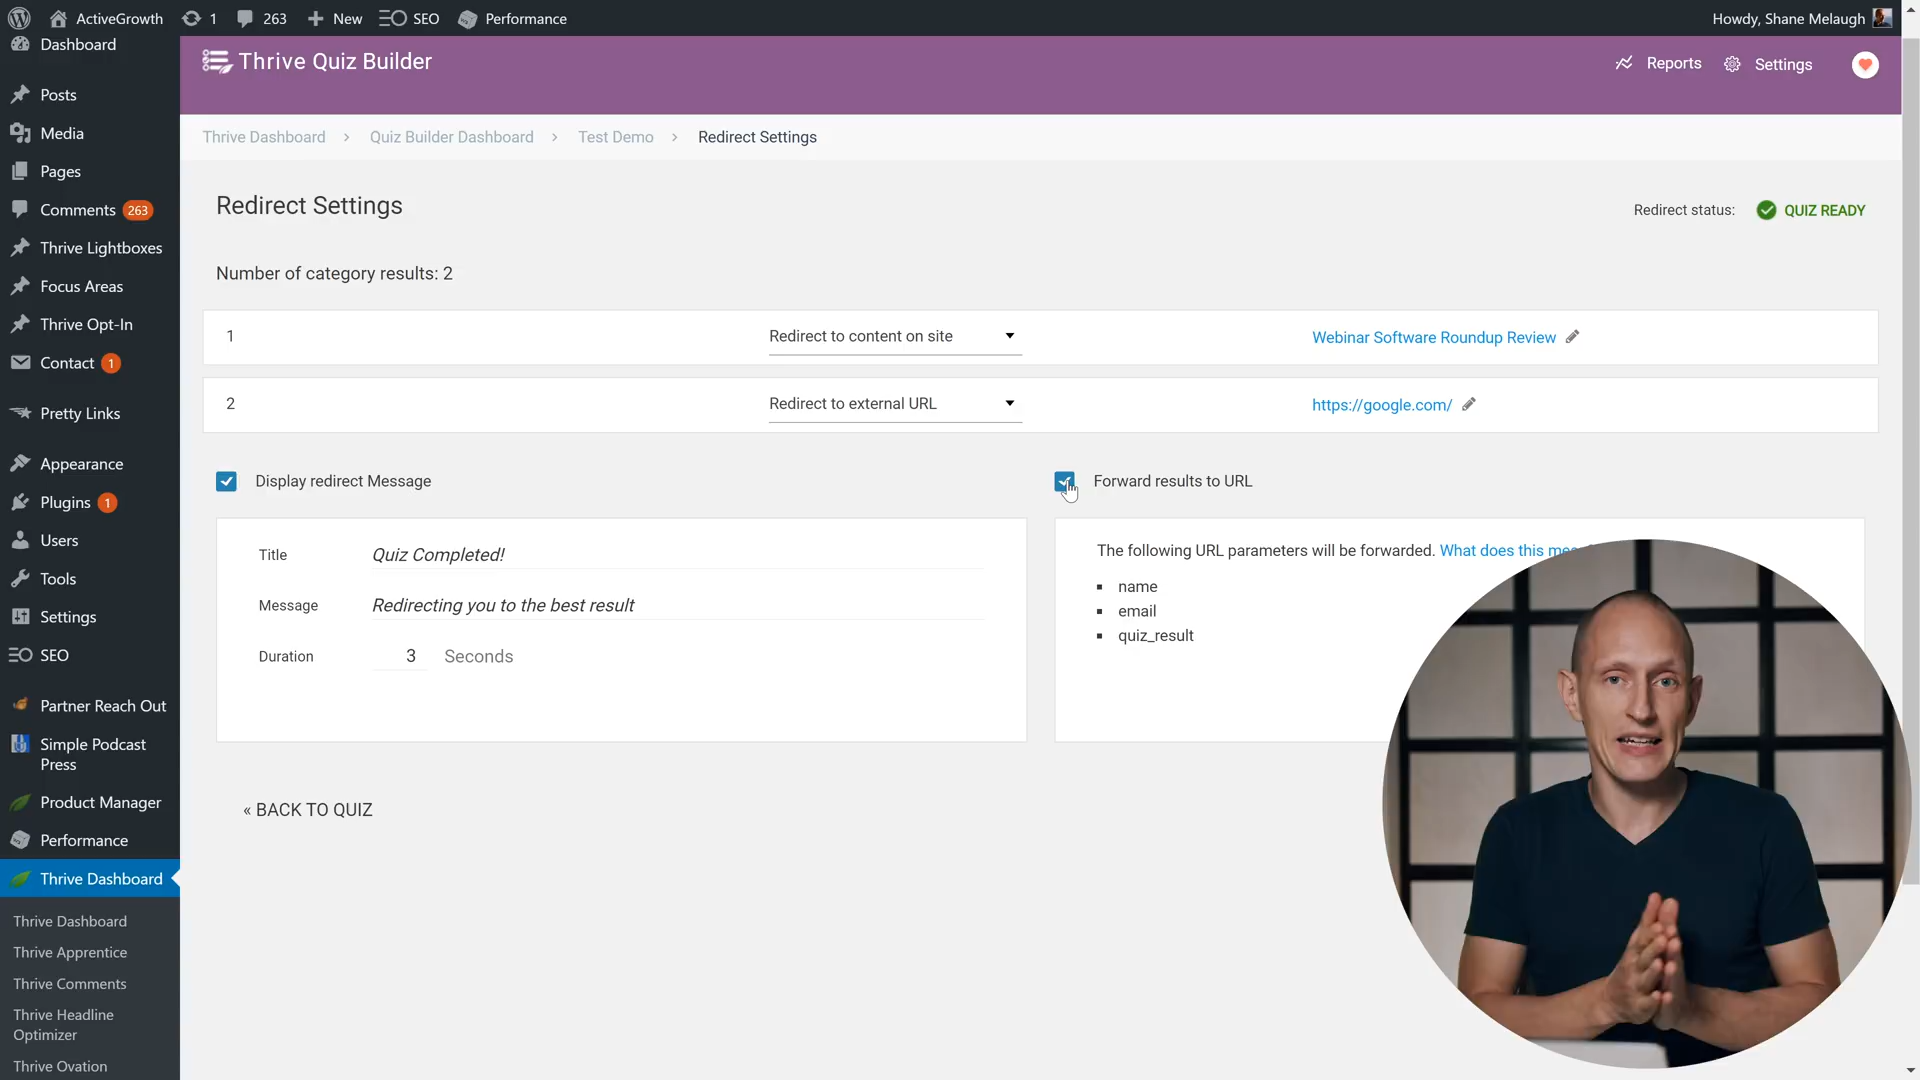 ActiveGrowth 1 263 New SEO Performance Howdy, Shane Melaugh
Dashboard
Posts
Media
Pages
Comments 263
Thrive Lightboxes
Focus Areas
Thrive Opt-In
Contact 1
Pretty Links
Appearance
Plugins 1
Users
Tools
Settings
SEO
Partner Reach Out
Simple Podcast
Press
Product Manager
Performance
Thrive Dashboard
Thrive Dashboard
Thrive Apprentice
Thrive Comments
Thrive Headline
Optimizer
Thrive Ovation
Thrive Quiz Builder
Reports Settings
Thrive Dashboard > Quiz Builder Dashboard > Test Demo > Redirect Settings
Redirect Settings
Redirect status: QUIZ READY
Number of category results: 2
1 Redirect to content on site Webinar Software Roundup Review
2 Redirect to external URL https://google.com/
Display redirect Message
Title Quiz Completed!
Message Redirecting you to the best result
Duration 3 Seconds
Forward results to URL
The following URL parameters will be forwarded. What does this
▪ name
▪ email
▪ quiz_result
« BACK TO QUIZ